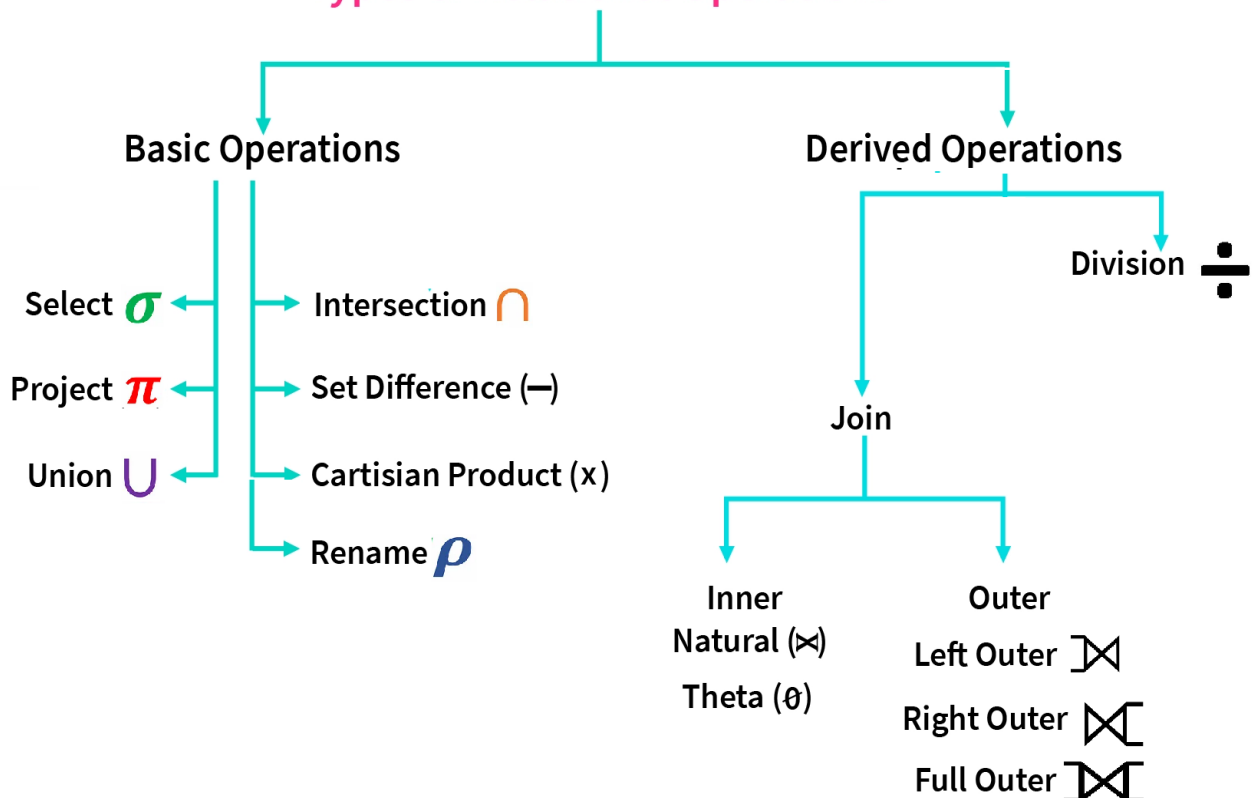 Basic Operations
Derived Operations
Select σ
Project π
Union ∪
Intersection ∩
Set Difference (−)
Cartisian Product (x)
Rename ρ
Division ÷
Join
Inner
Natural (⋈)
Theta (θ)
Outer
Left Outer ⟕
Right Outer ⟖
Full Outer ⟗